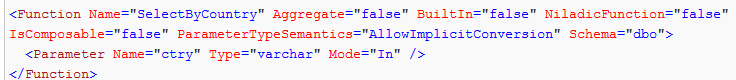 <Function Name="SelectByCountry" Aggregate="false" BuiltIn="false" NiladicFunction="false"
IsComposable="false" ParameterTypeSemantics="AllowImplicitConversion" Schema="dbo">
<Parameter Name="ctry" Type="varchar" Mode="In" />
</Function>